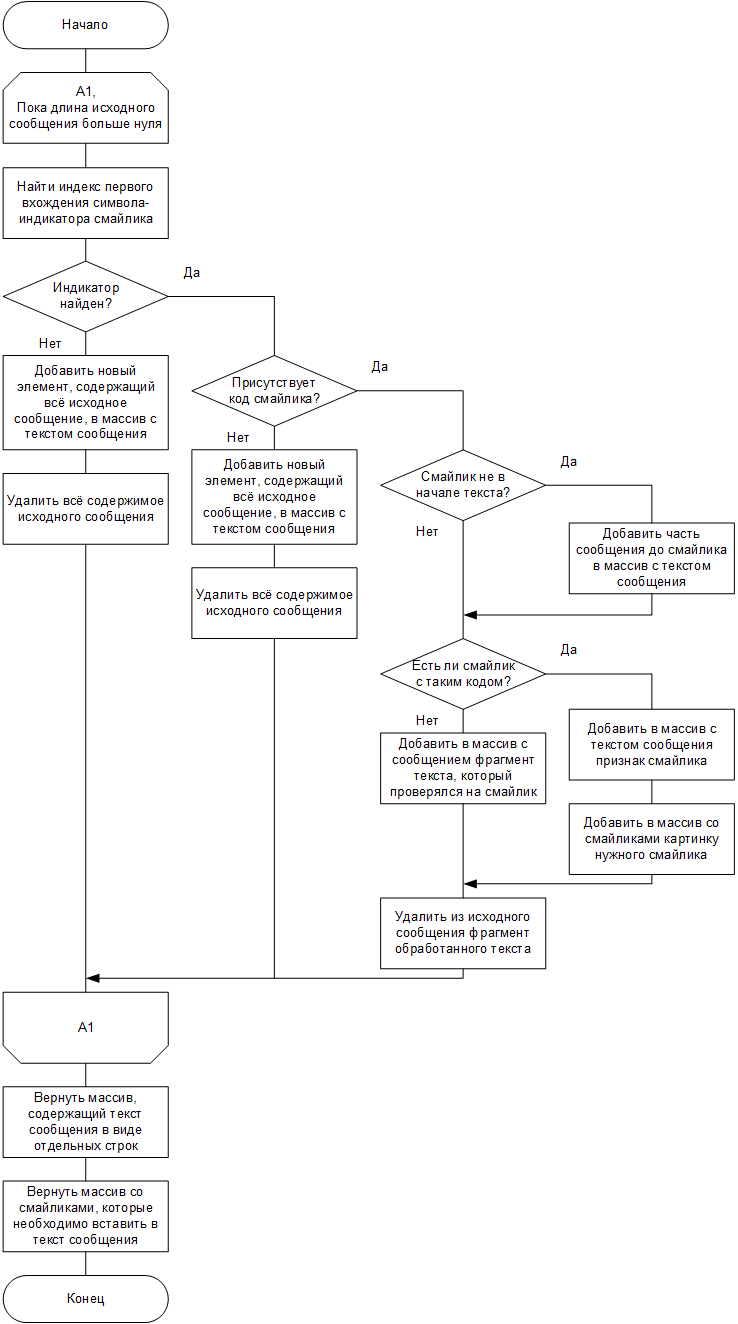 Начало
А1,
Пока длина исходного
сообщения больше нуля
Найти индекс первого
вхождения символа-
индикатора смайлика
Индикатор
найден?
Да
Нет
Добавить новый
элемент, содержащий
всё исходное
сообщение, в массив с
текстом сообщения
Удалить всё содержимое
исходного сообщения
Присутствует
код смайлика?
Да
Нет
Добавить новый
элемент, содержащий
всё исходное
сообщение, в массив с
текстом сообщения
Удалить всё содержимое
исходного сообщения
Смайлик не в
начале текста?
Да
Нет
Добавить часть
сообщения до смайлика
в массив с текстом
сообщения
Есть ли смайлик
с таким кодом?
Да
Нет
Добавить в массив с
сообщением фрагмент
текста, который
проверялся на смайлик
Добавить в массив с
текстом сообщения
признак смайлика
Добавить в массив со
смайликами картинку
нужного смайлика
Удалить из исходного
сообщения фрагмент
обработанного текста
А1
Вернуть массив,
содержащий текст
сообщения в виде
отдельных строк
Вернуть массив со
смайликами, которые
необходимо вставить в
текст сообщения
Конец